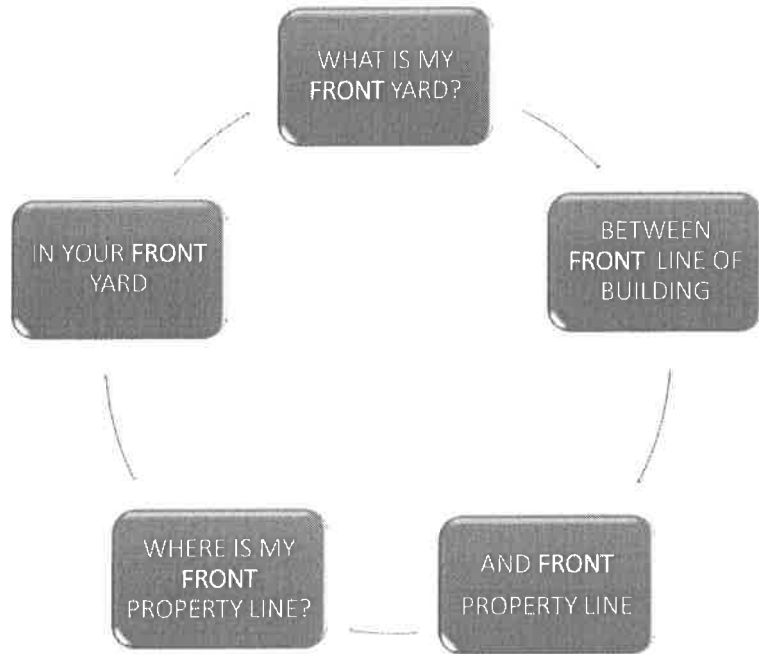 WHAT IS MY
FRONT YARD?
BETWEEN
FRONT LINE OF
BUILDING
AND FRONT
PROPERTY LINE
WHERE IS MY
FRONT
PROPERTY LINE?
IN YOUR FRONT
YARD